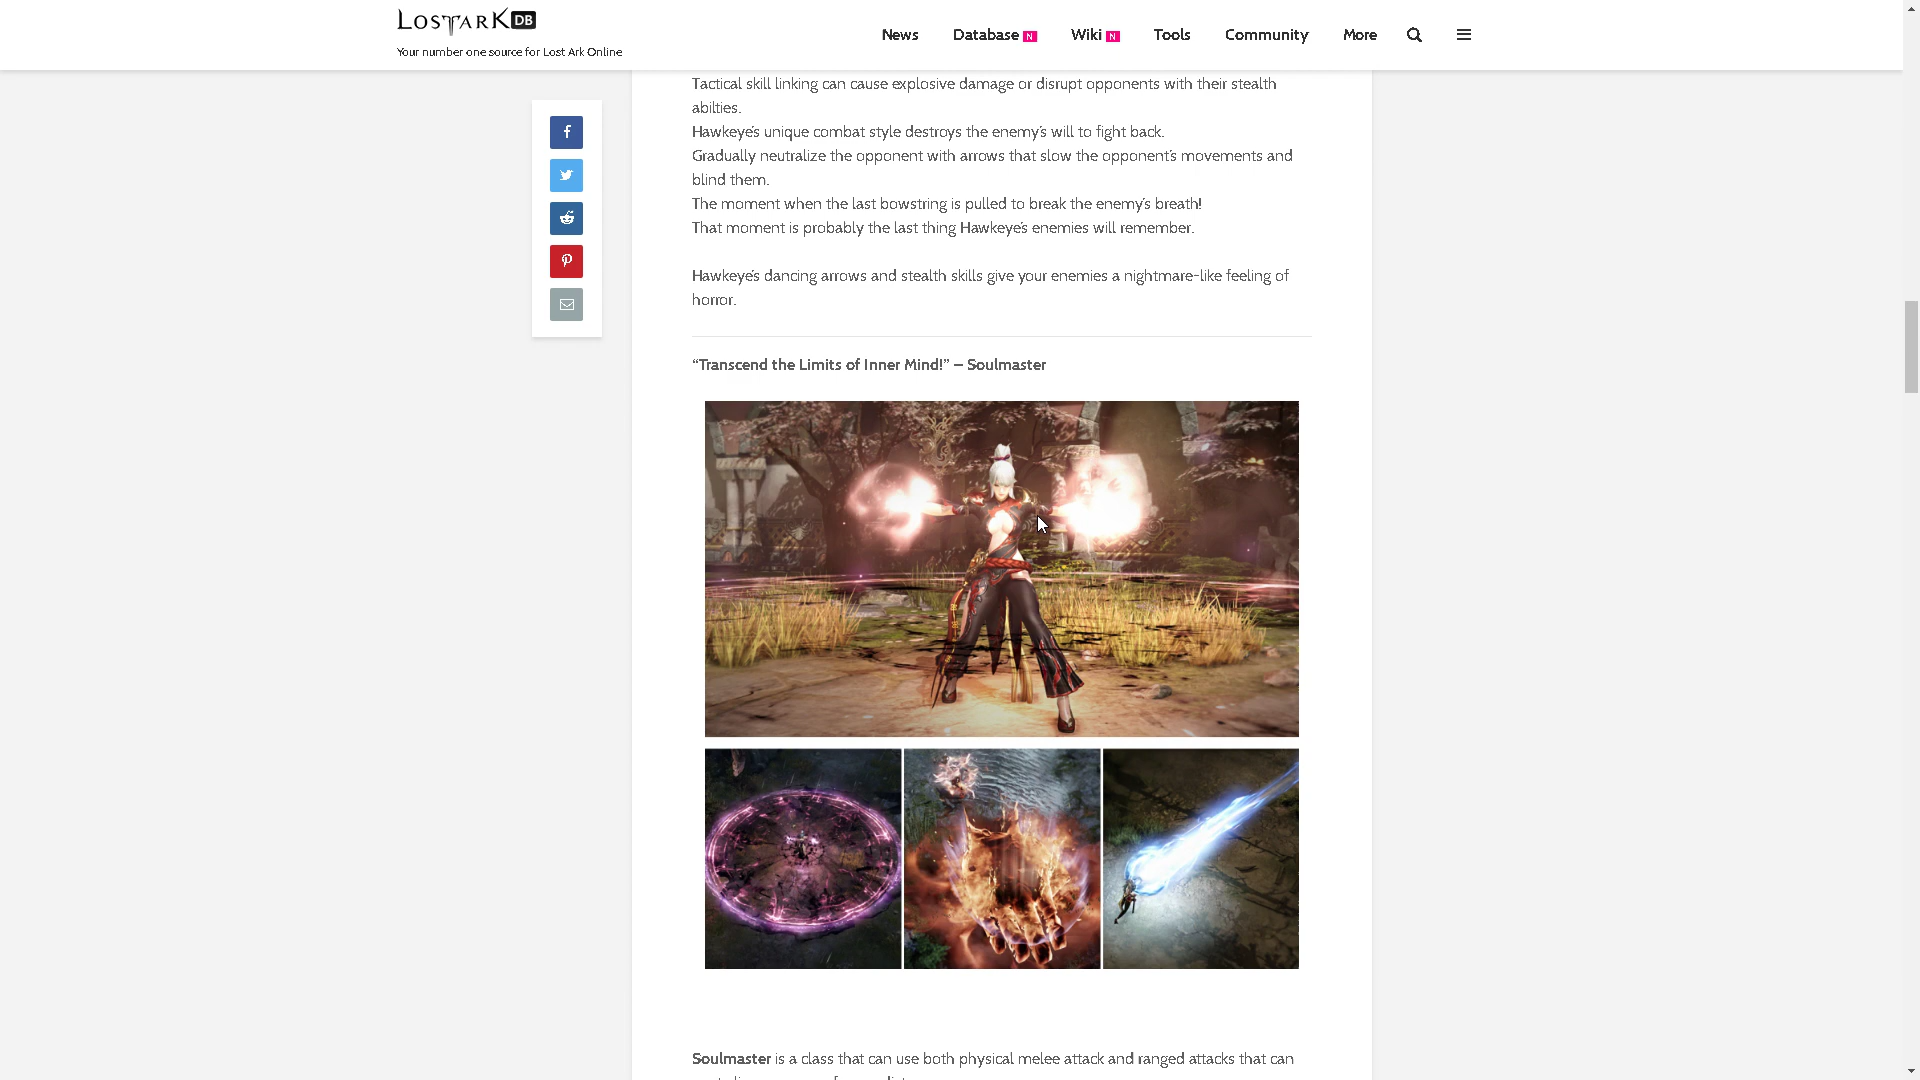 LOSTARK DB
Your number one source for Lost Ark Online
News Database N Wiki N Tools Community More
Tactical skill linking can cause explosive damage or disrupt opponents with their stealth
abilties.
Hawkeye’s unique combat style destroys the enemy’s will to fight back.
Gradually neutralize the opponent with arrows that slow the opponent’s movements and
blind them.
The moment when the last bowstring is pulled to break the enemy’s breath!
That moment is probably the last thing Hawkeye’s enemies will remember.
Hawkeye’s dancing arrows and stealth skills give your enemies a nightmare-like feeling of
horror.
“Transcend the Limits of Inner Mind!” – Soulmaster
Soulmaster is a class that can use both physical melee attack and ranged attacks that can